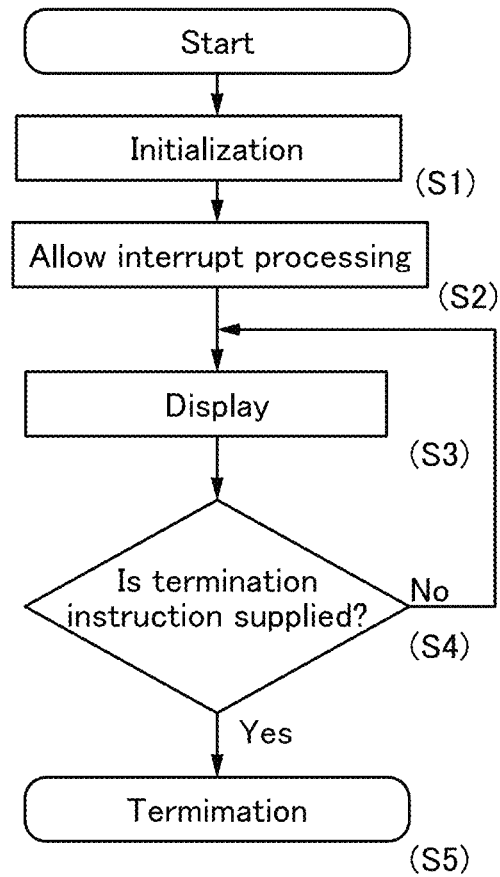 Start
Initialization
(S1)
Allow interrupt processing
(S2)
Display
(S3)
Is termination
instruction supplied?
No
(S4)
Yes
Termimation
(S5)